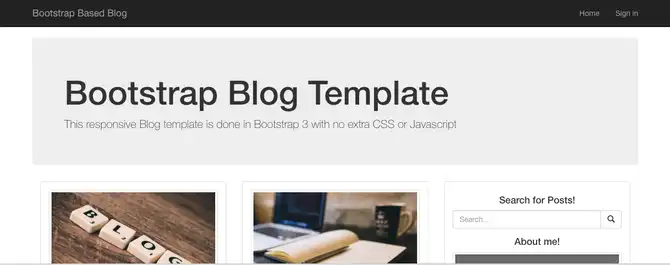 Bootstrap Based Blog
Home
Sign in
Bootstrap Blog Template
This responsive Blog template is done in Bootstrap 3 with no extra CSS or Javascript
BLOG
Search for Posts!
Search...
About me!